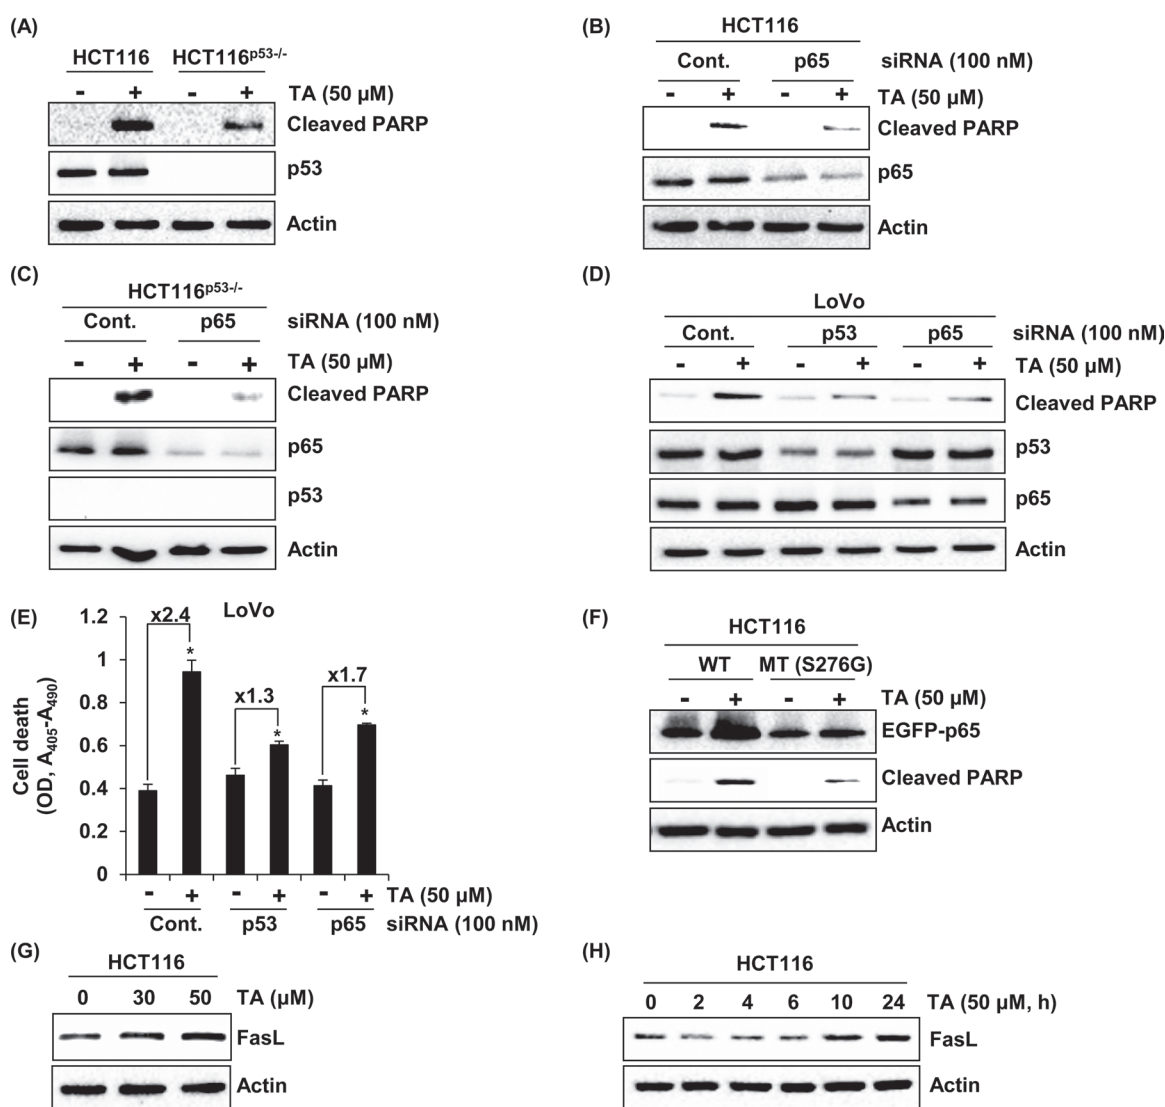 (A)
HCT116 HCT116p53-/-
- + - + TA (50 µM)
Cleaved PARP
p53
Actin
(B)
HCT116
Cont. p65 siRNA (100 nM)
- + - + TA (50 µM)
Cleaved PARP
p65
Actin
(C)
HCT116p53-/-
Cont. p65 siRNA (100 nM)
- + - + TA (50 µM)
Cleaved PARP
p65
p53
Actin
(D)
LoVo
Cont. p53 p65 siRNA (100 nM)
- + - + - + TA (50 µM)
Cleaved PARP
p53
p65
Actin
(E)
LoVo
Cell death
(OD, A405-A490)
1.2
1
0.8
0.6
0.4
0.2
0
x2.4
*
x1.3
*
x1.7
*
- + - + - + TA (50 µM)
Cont. p53 p65 siRNA (100 nM)
(F)
HCT116
WT MT (S276G)
- + - + TA (50 µM)
EGFP-p65
Cleaved PARP
Actin
(G)
HCT116
0 30 50 TA (µM)
FasL
Actin
(H)
HCT116
0 2 4 6 10 24 TA (50 µM, h)
FasL
Actin